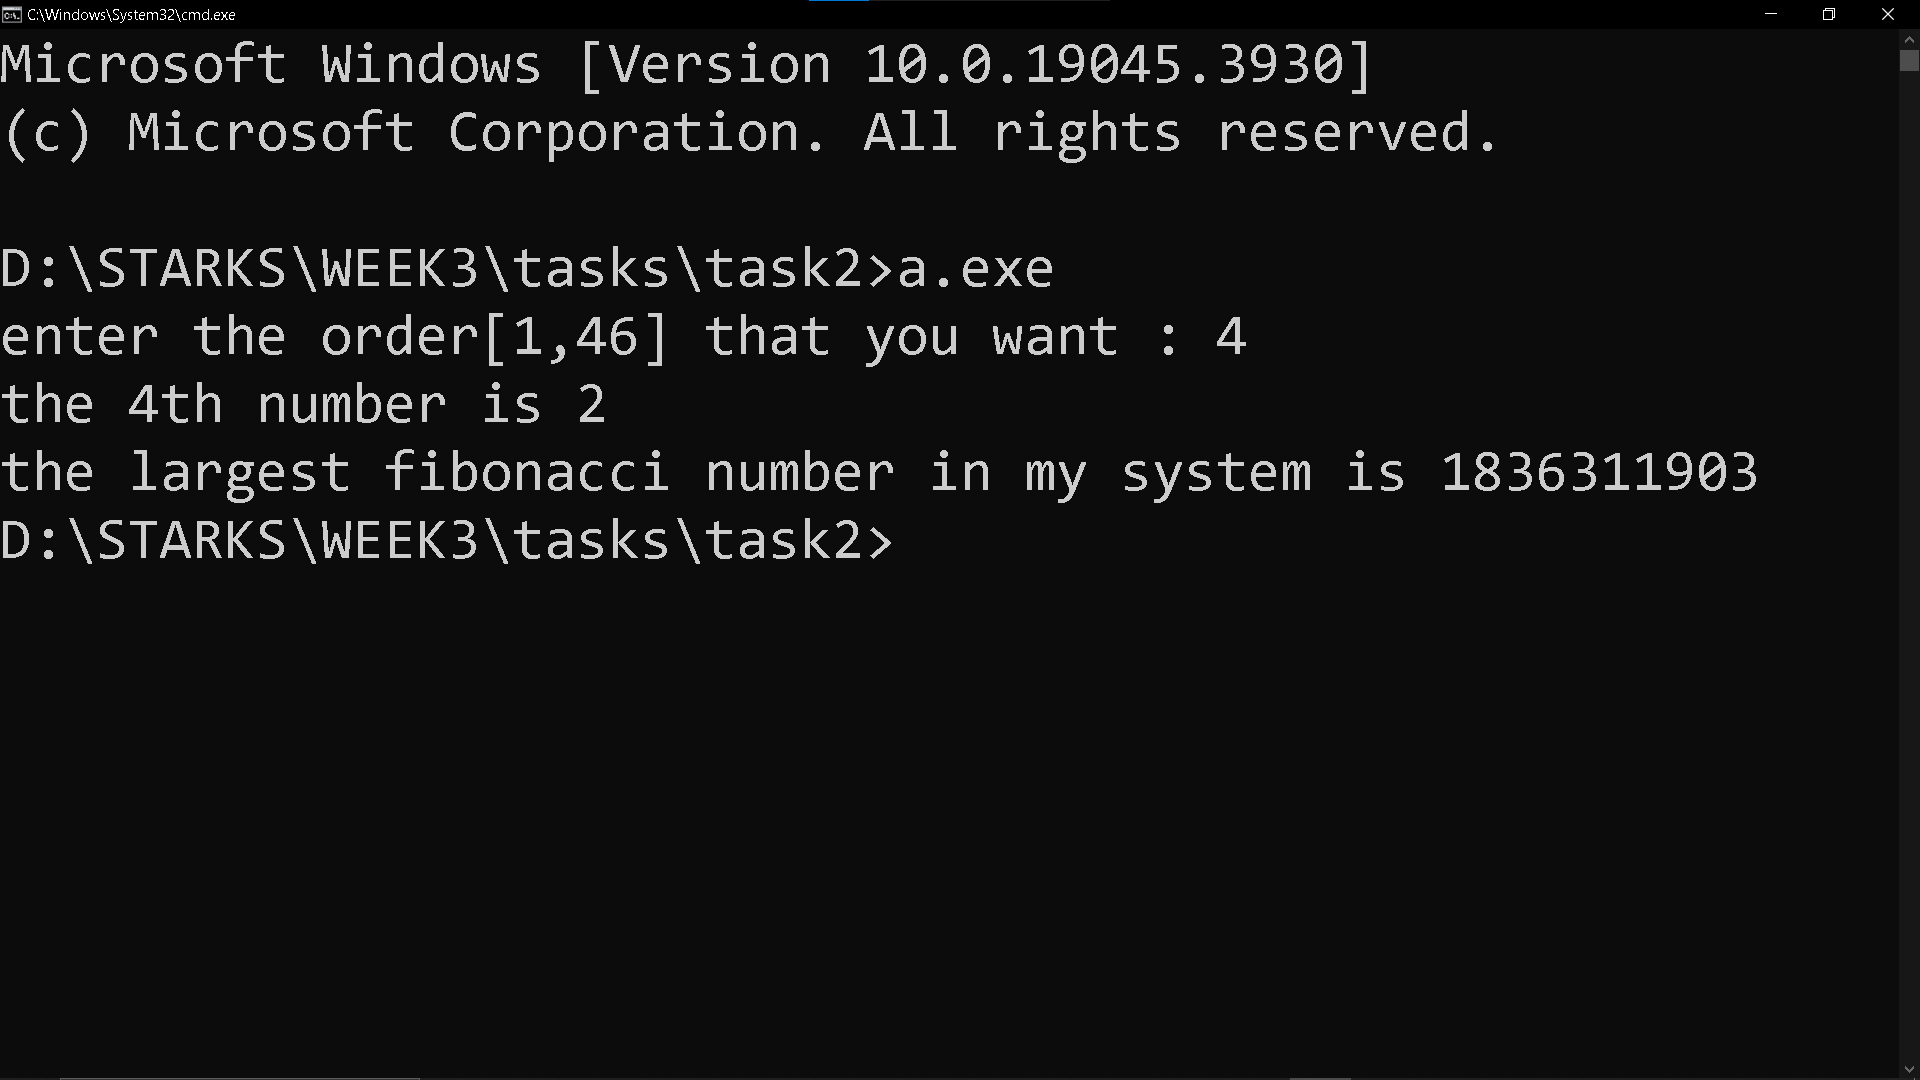 C:\Windows\System32\cmd.exe
Microsoft Windows [Version 10.0.19045.3930]
(c) Microsoft Corporation. All rights reserved.
D:\STARKS\WEEK3\tasks\task2>a.exe
enter the order[1,46] that you want : 4
the 4th number is 2
the largest fibonacci number in my system is 1836311903
D:\STARKS\WEEK3\tasks\task2>